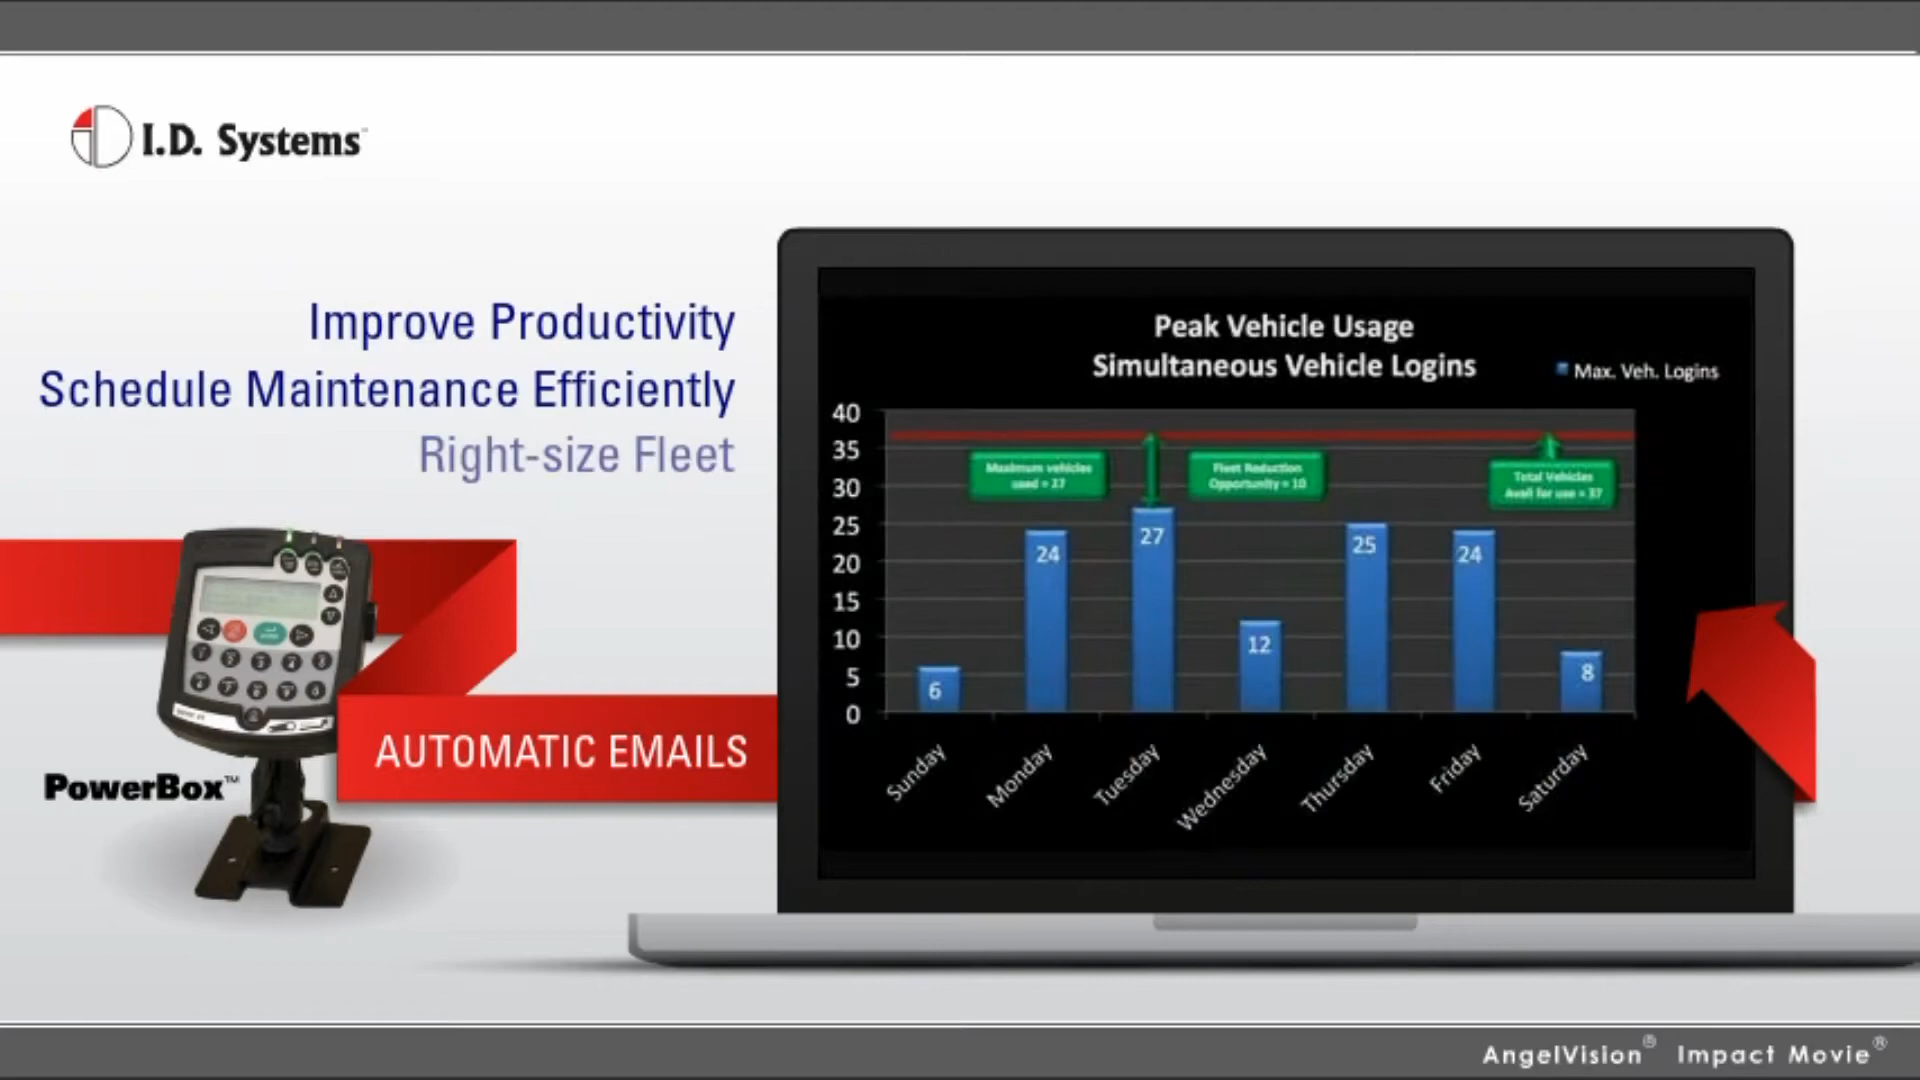 I.D. Systems
Improve Productivity
Schedule Maintenance Efficiently
Right-size Fleet
PowerBox™
AUTOMATIC EMAILS
Peak Vehicle Usage
Simultaneous Vehicle Logins
Max. Veh. Logins
40
35
30
25
20
15
10
5
0
Maximum vehicles
used = 27
Fleet Reduction
Opportunity = 10
Total Vehicles
Avail for use = 37
6
24
27
12
25
24
8
Sunday
Monday
Tuesday
Wednesday
Thursday
Friday
Saturday
AngelVision® Impact Movie®